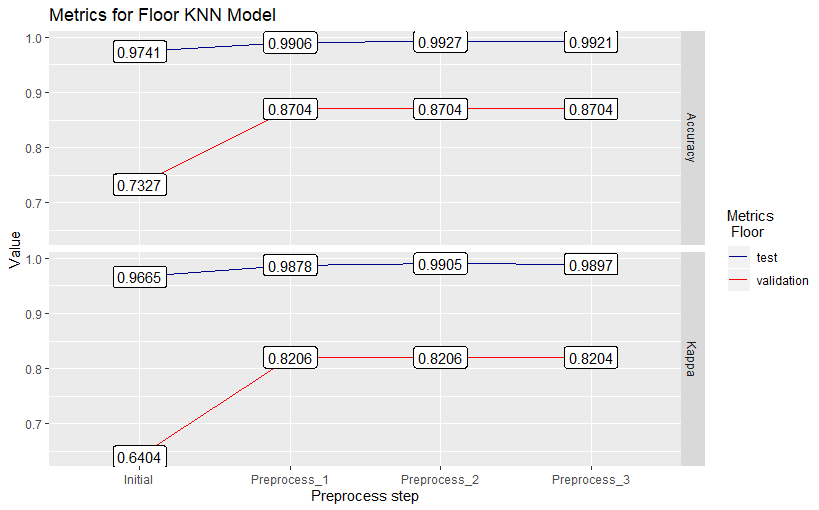 Metrics for Floor KNN Model
1.0
0.9
0.8
0.7
0.9741
0.9906
0.9927
0.9921
0.7327
0.8704
0.8704
0.8704
Accuracy
Value
1.0
0.9
0.8
0.7
0.9665
0.9878
0.9905
0.9897
0.6404
0.8206
0.8206
0.8204
Kappa
Initial
Preprocess_1
Preprocess_2
Preprocess_3
Preprocess step
Metrics
Floor
test
validation